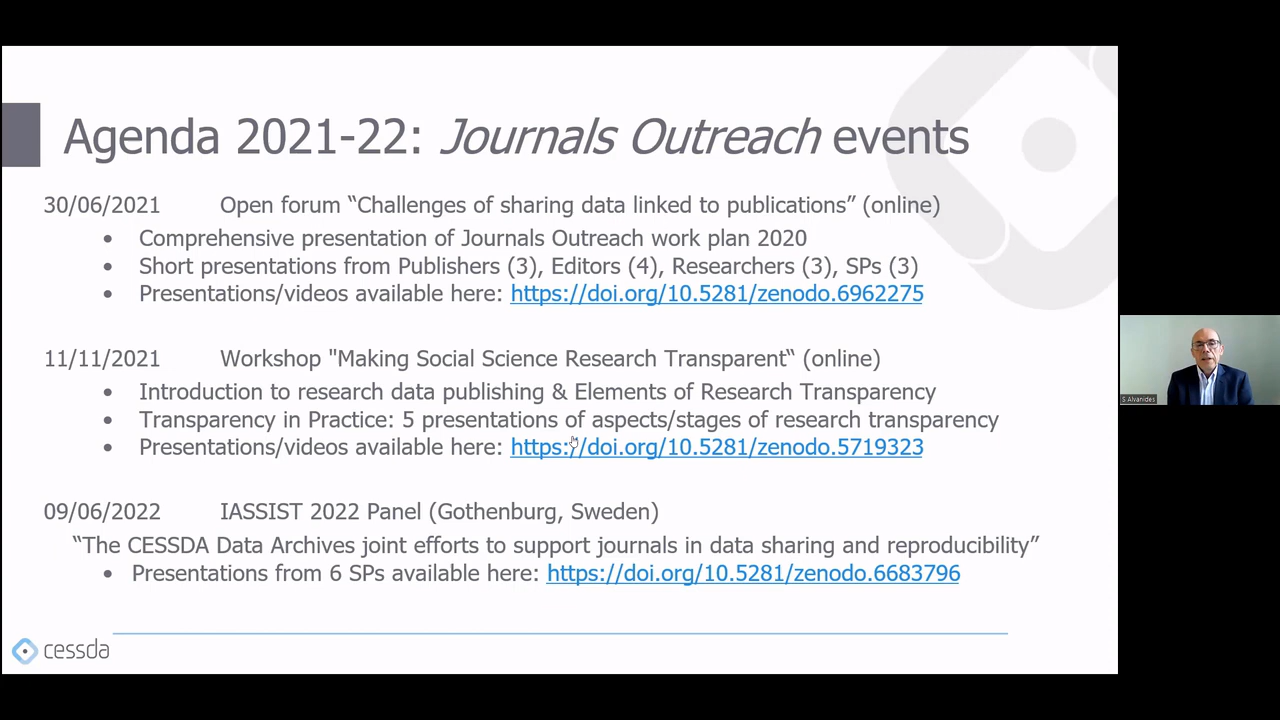 Agenda 2021-22: Journals Outreach events
30/06/2021 Open forum “Challenges of sharing data linked to publications” (online)
• Comprehensive presentation of Journals Outreach work plan 2020
• Short presentations from Publishers (3), Editors (4), Researchers (3), SPs (3)
• Presentations/videos available here: https://doi.org/10.5281/zenodo.6962275
11/11/2021 Workshop "Making Social Science Research Transparent“ (online)
• Introduction to research data publishing & Elements of Research Transparency
• Transparency in Practice: 5 presentations of aspects/stages of research transparency
• Presentations/videos available here: https://doi.org/10.5281/zenodo.5719323
09/06/2022 IASSIST 2022 Panel (Gothenburg, Sweden)
“The CESSDA Data Archives joint efforts to support journals in data sharing and reproducibility”
• Presentations from 6 SPs available here: https://doi.org/10.5281/zenodo.6683796
cessda
S Alvanides